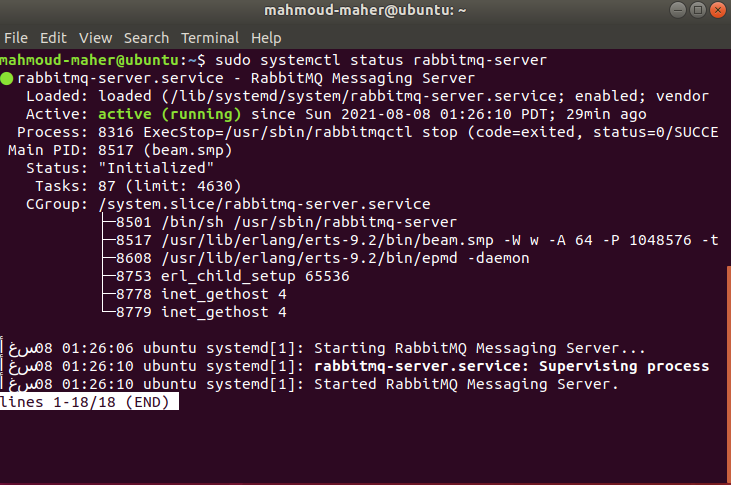 mahmoud-maher@ubuntu: ~
File Edit View Search Terminal Help
mahmoud-maher@ubuntu:~$ sudo systemctl status rabbitmq-server
● rabbitmq-server.service - RabbitMQ Messaging Server
Loaded: loaded (/lib/systemd/system/rabbitmq-server.service; enabled; vendor
Active: active (running) since Sun 2021-08-08 01:26:10 PDT; 29min ago
Process: 8316 ExecStop=/usr/sbin/rabbitmqctl stop (code=exited, status=0/SUCCE
Main PID: 8517 (beam.smp)
Status: "Initialized"
Tasks: 87 (limit: 4630)
CGroup: /system.slice/rabbitmq-server.service
├─8501 /bin/sh /usr/sbin/rabbitmq-server
├─8517 /usr/lib/erlang/erts-9.2/bin/beam.smp -W w -A 64 -P 1048576 -t
├─8608 /usr/lib/erlang/erts-9.2/bin/epmd -daemon
├─8753 erl_child_setup 65536
├─8778 inet_gethost 4
└─8779 inet_gethost 4
أغس 08 01:26:06 ubuntu systemd[1]: Starting RabbitMQ Messaging Server...
أغس 08 01:26:10 ubuntu systemd[1]: rabbitmq-server.service: Supervising process
أغس 08 01:26:10 ubuntu systemd[1]: Started RabbitMQ Messaging Server.
lines 1-18/18 (END)